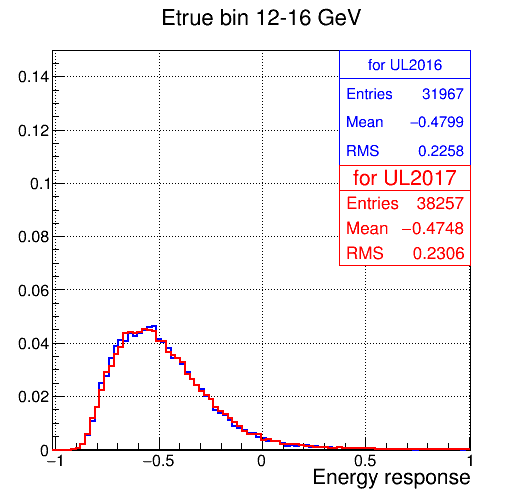 Etrue bin 12-16 GeV
for UL2016
Entries 31967
Mean −0.4799
RMS 0.2258
for UL2017
Entries 38257
Mean −0.4748
RMS 0.2306
0.14
0.12
0.1
0.08
0.06
0.04
0.02
0
−1 −0.5 0 0.5 1
Energy response